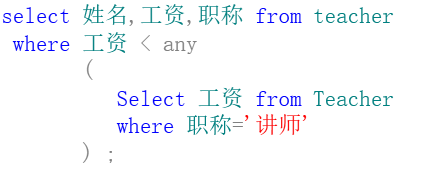 select 姓名,工资,职称 from teacher
where 工资 < any
(
Select 工资 from Teacher
where 职称='讲师'
) ;